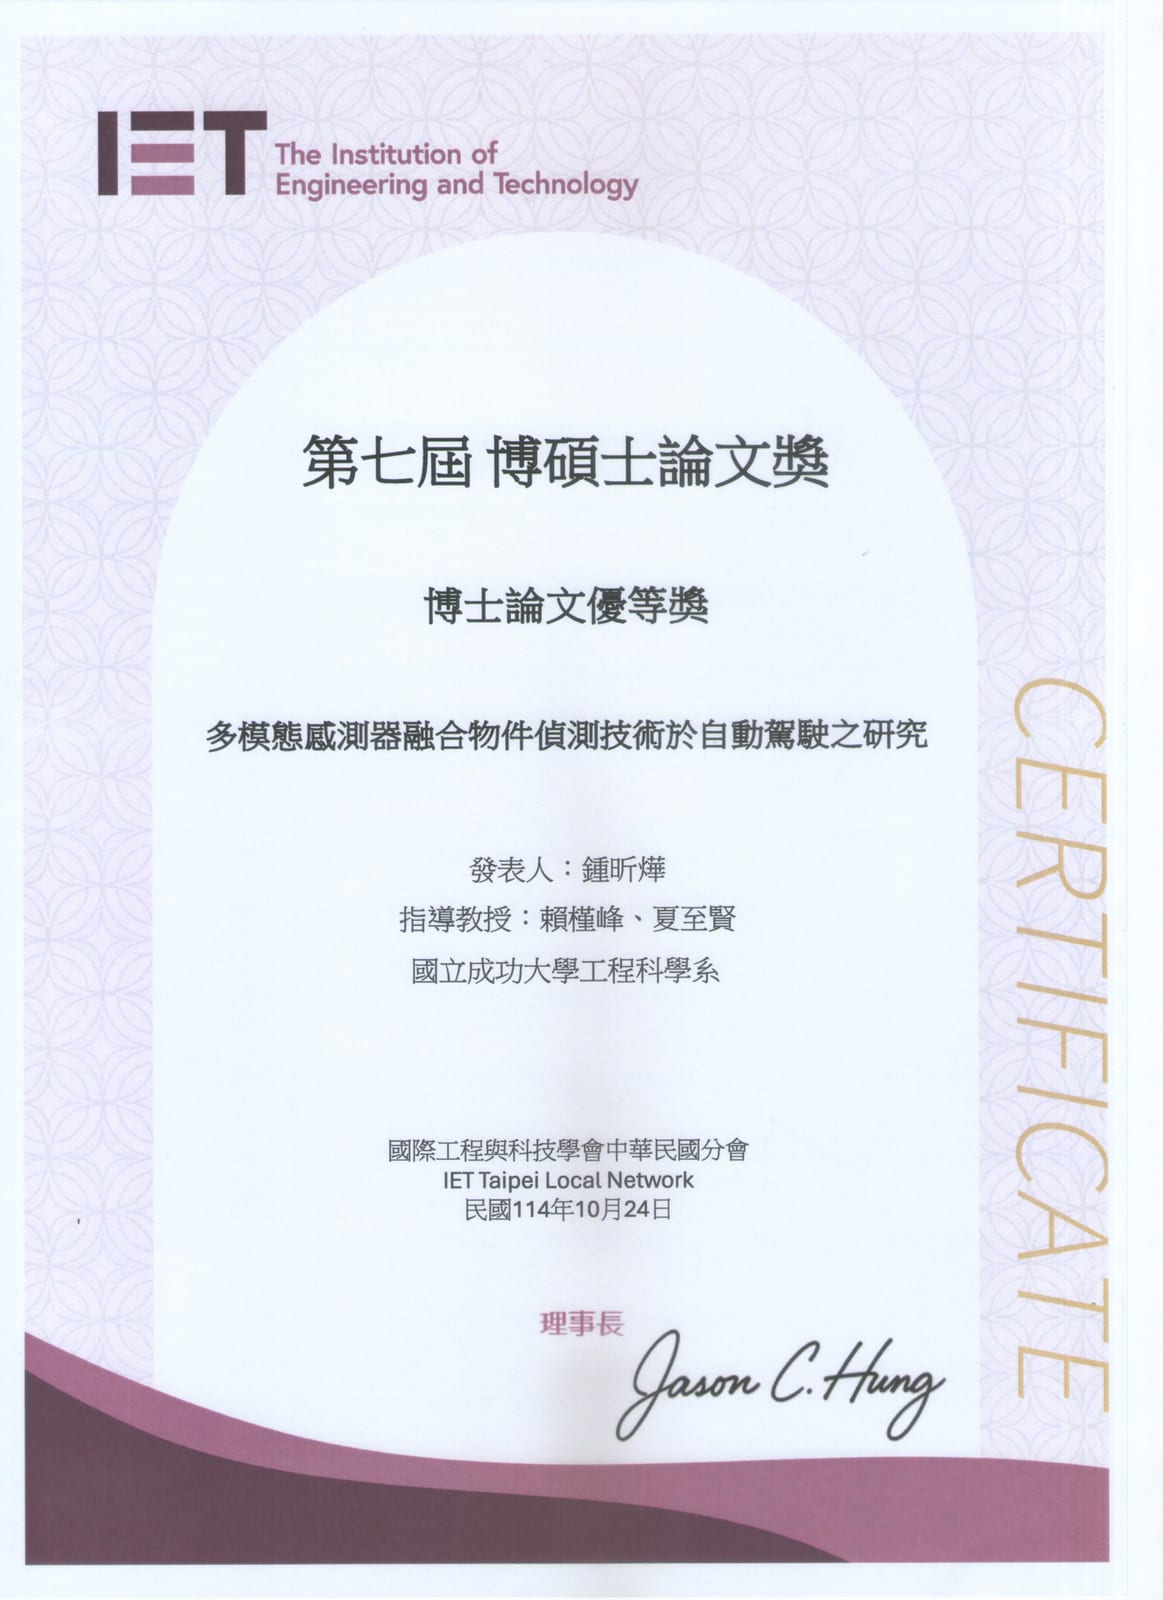 IET The Institution of
Engineering and Technology
第七屆 博碩士論文獎
博士論文優等獎
多模態感測器融合物件偵測技術於自動駕駛之研究
發表人：鍾昕燁
指導教授：賴槿峰、夏至賢
國立成功大學工程科學系
國際工程與科技學會中華民國分會
IET Taipei Local Network
民國114年10月24日
理事長
Jason C. Hung
CERTIFICATE